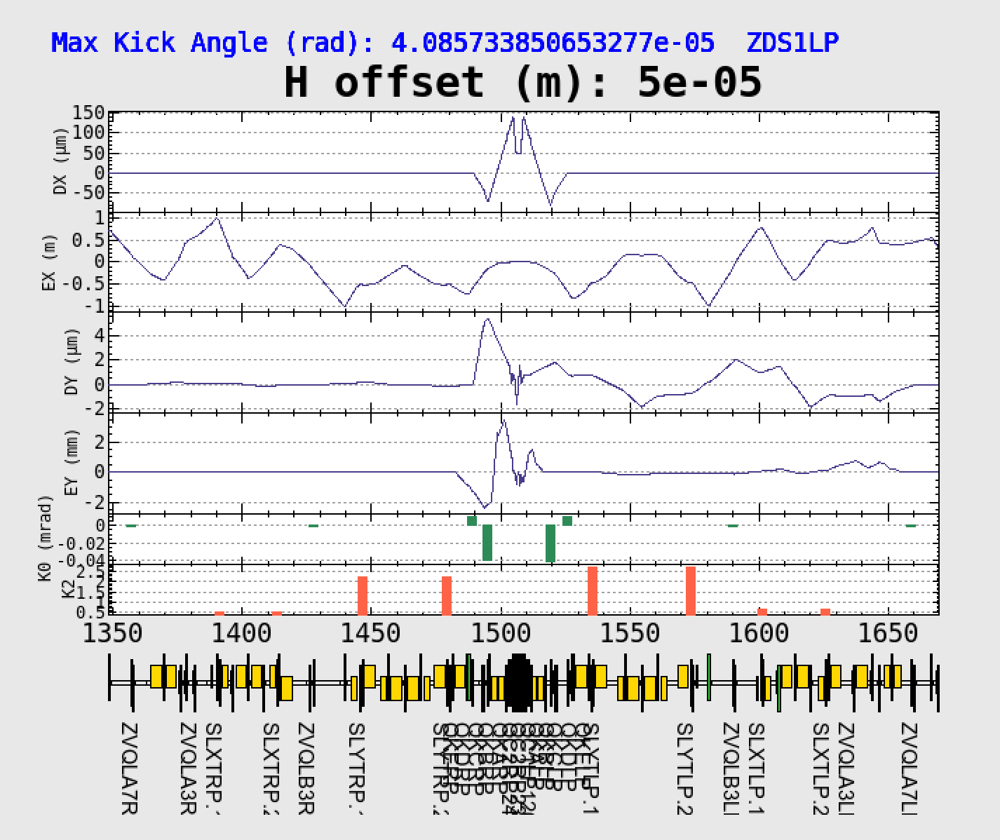 Max Kick Angle (rad): 4.085733850653277e-05 ZDS1LP
H offset (m): 5e-05
DX (µm)
150
100
50
0
-50
EX (m)
1
0.5
0
-0.5
-1
DY (µm)
4
2
0
-2
EY (mm)
2
0
-2
K0 (mrad)
0
-0.02
-0.04
K2
2.5
2
1.5
1
0.5
1350 1400 1450 1500 1550 1600 1650
ZVQLA7R
ZVQLA3R
SLXTRP.
SLXTRP.2
ZVQLB3R
SLYTRP.
SLYTRP.2
SLYTLP.1
SLYTLP.2
ZVQLB3L
SLXTLP.1
SLXTLP.2
ZVQLA3L
ZVQLA7L